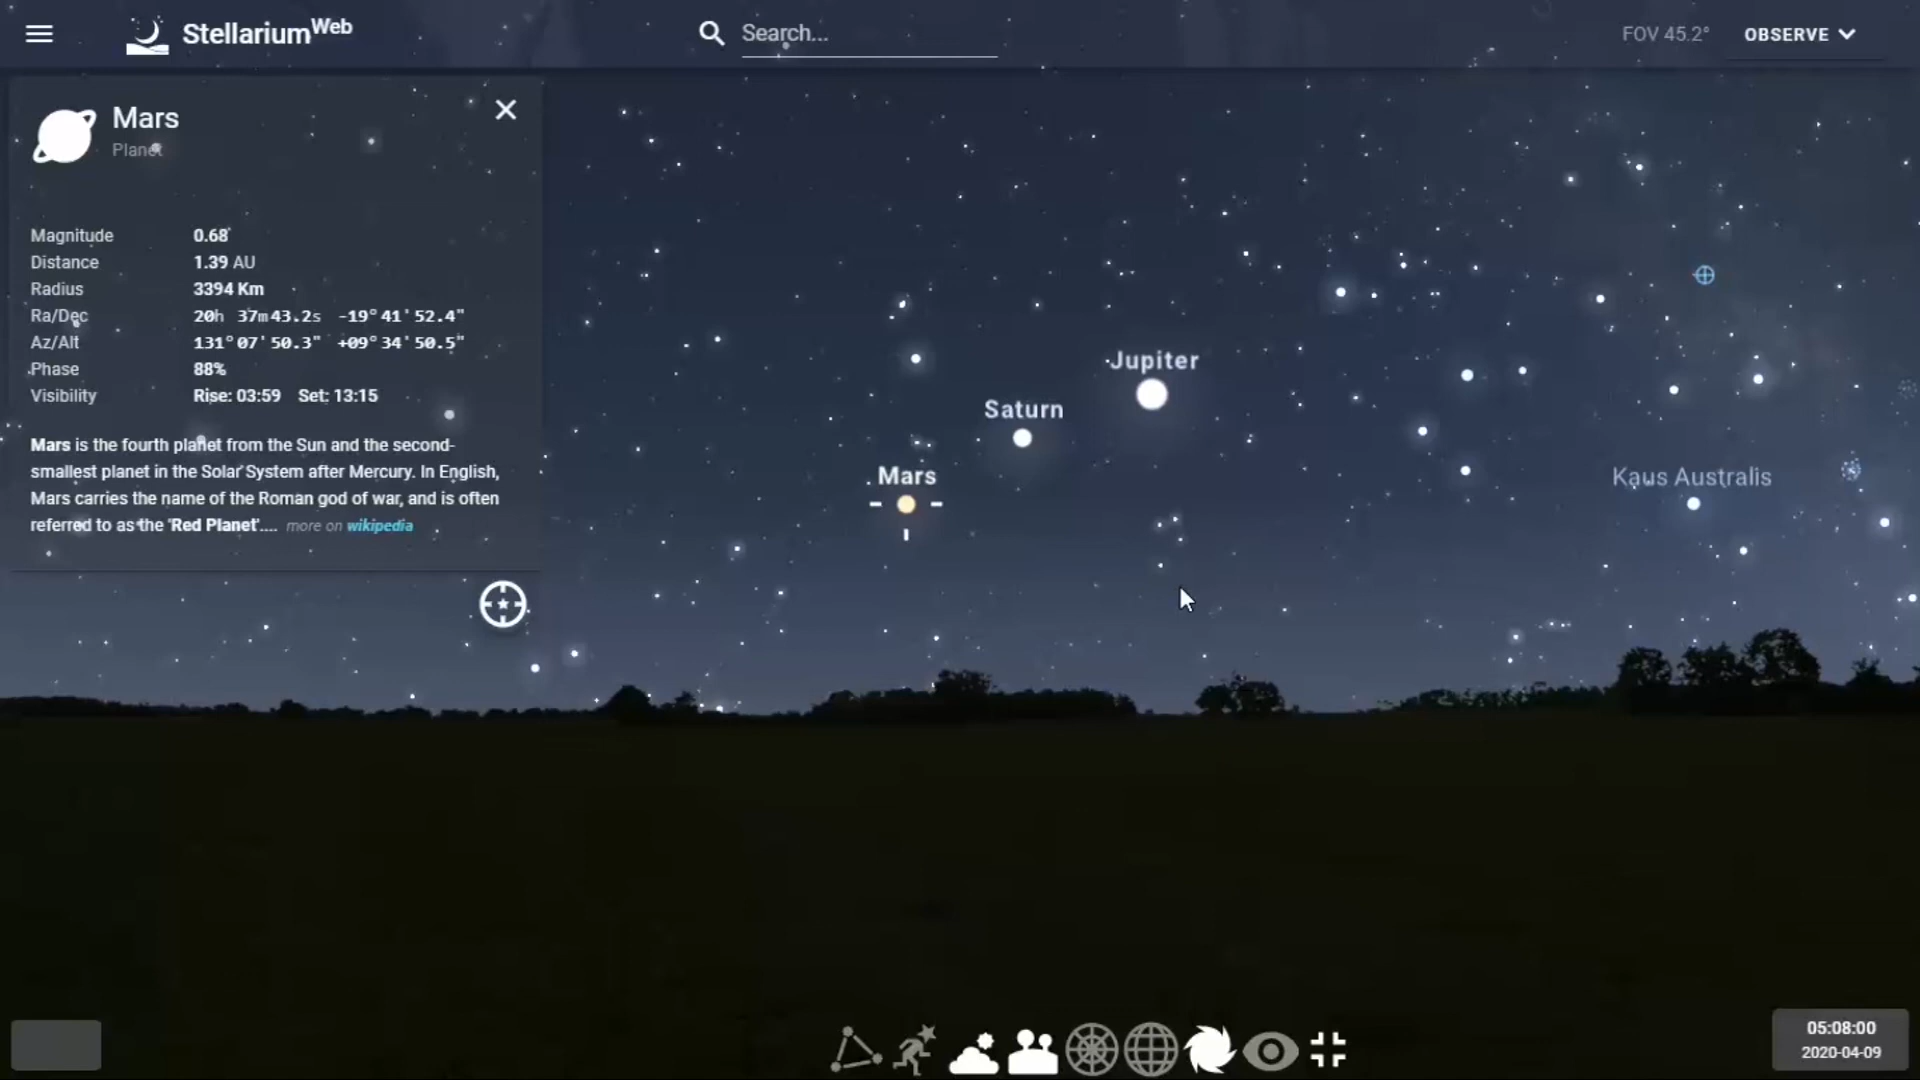 StellariumWeb
Search...
FOV 45.2°
OBSERVE
Mars
Planet
Magnitude 0.68
Distance 1.39 AU
Radius 3394 Km
Ra/Dec 20h 37m43.2s -19°41'52.4"
Az/Alt 131°07'50.3" +09°34'50.5"
Phase 88%
Visibility Rise: 03:59 Set: 13:15
Mars is the fourth planet from the Sun and the second-
smallest planet in the Solar System after Mercury. In English,
Mars carries the name of the Roman god of war, and is often
referred to as the 'Red Planet'.... more on wikipedia
Jupiter
Saturn
Mars
Kaus Australis
05:08:00
2020-04-09